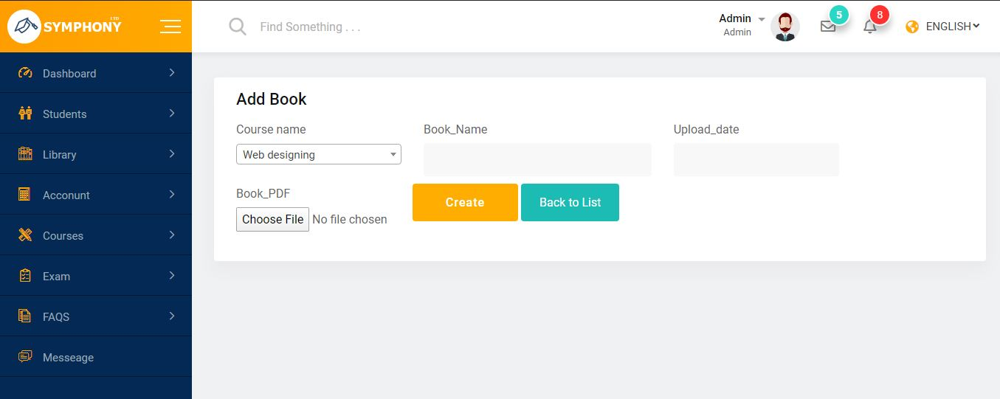 SYMPHONY LTD
Find Something . . .
Admin
Admin
5
8
ENGLISH
Dashboard
Students
Library
Acconunt
Courses
Exam
FAQS
Messeage
Add Book
Course name
Book_Name
Upload_date
Web designing
Book_PDF
Create
Back to List
Choose File No file chosen